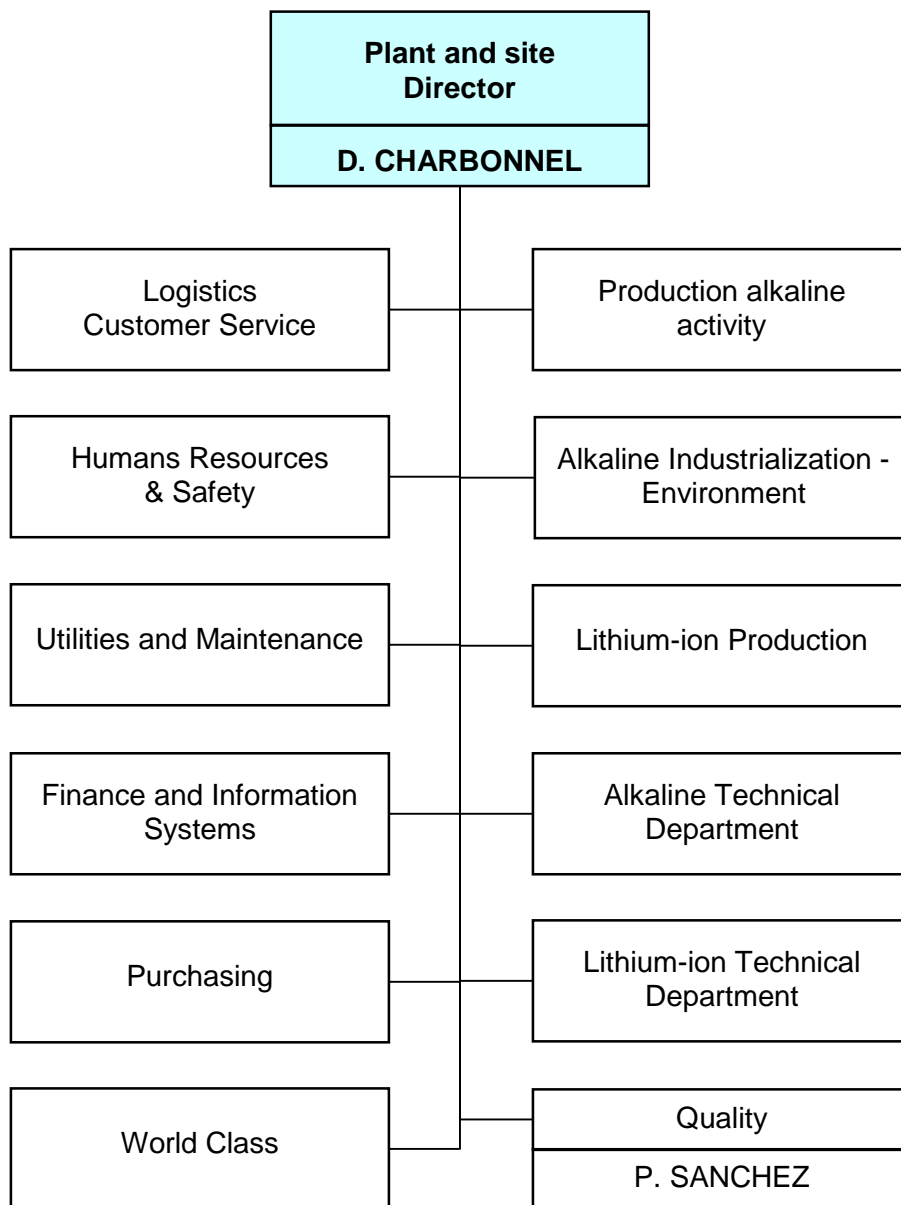 Plant and site
Director
D. CHARBONNEL
Logistics
Customer Service
Production alkaline
activity
Humans Resources
& Safety
Alkaline Industrialization -
Environment
Utilities and Maintenance
Lithium-ion Production
Finance and Information
Systems
Alkaline Technical
Department
Purchasing
Lithium-ion Technical
Department
World Class
Quality
P. SANCHEZ